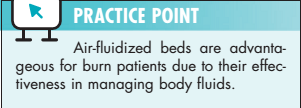 PRACTICE POINT
Air-fluidized beds are advanta-
geous for burn patients due to their effec-
tiveness in managing body fluids.